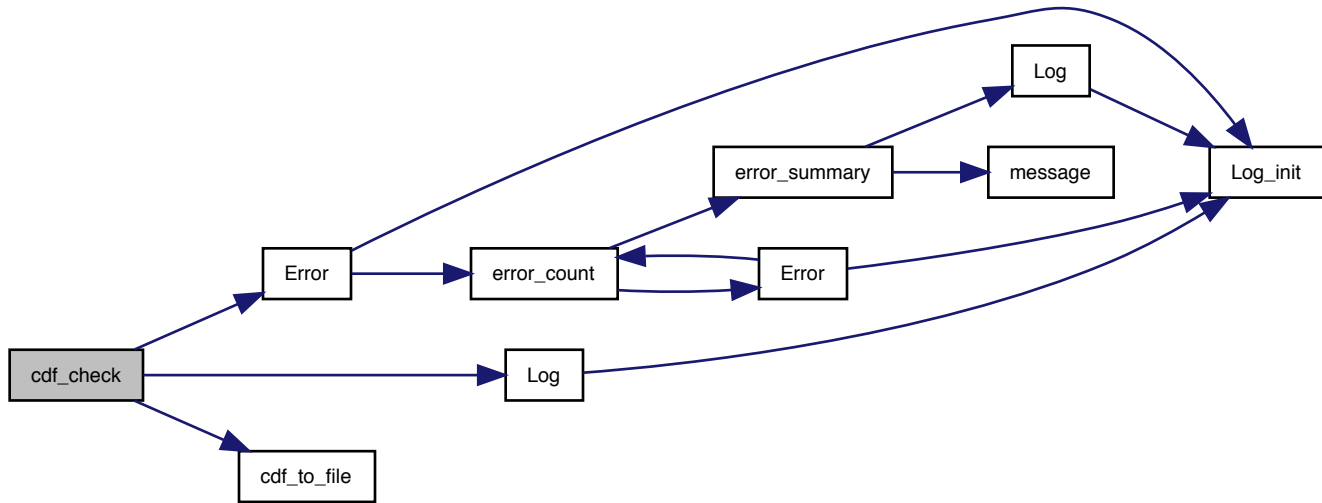 Log
error_summary
message
Log_init
Error
error_count
Error
cdf_check
Log
cdf_to_file